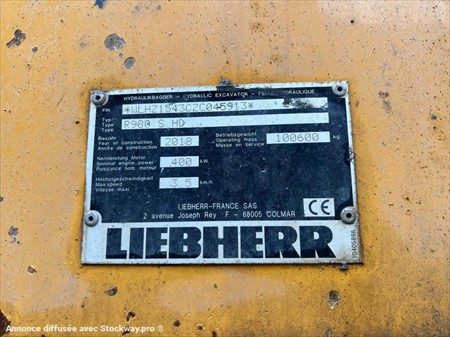 HYDRAULIKBAGGER - HYDRAULIC EXCAVATOR - HYDRAULIQUE
PIN *WLHZ1543CZC045913*
Typ
Type R980 S HD
Type
Baujahr
Year of construction 2018
Année de construction
Betriebsgewicht
Operating mass 100600 kg
Masse en service
Nennleistung Motor
Nominal engine power 400 kW
Puissance nom. moteur
Höchstgeschwindigkeit
Max.speed 3.5 km/h
Vitesse maxi
LIEBHERR-FRANCE SAS
2 avenue Joseph Rey F - 68005 COLMAR
CE
LIEBHERR
Annonce diffusée avec Stockway.pro ®